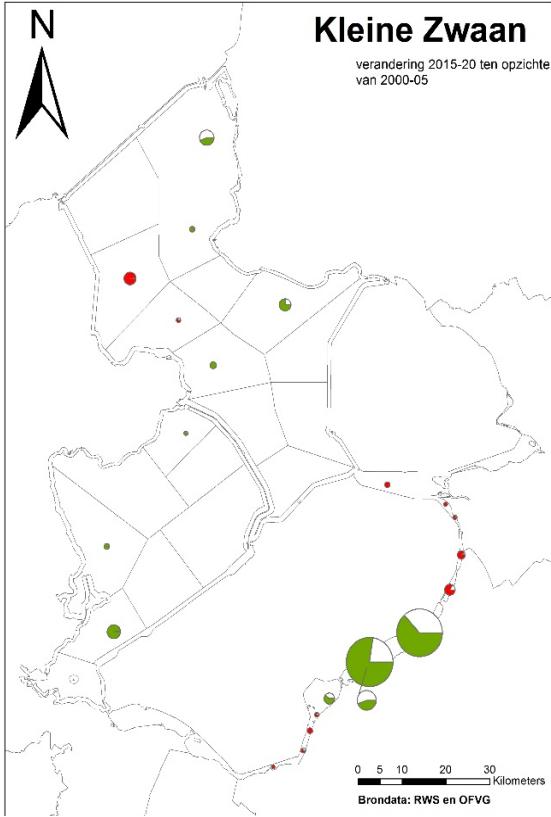 N
Kleine Zwaan
verandering 2015-20 ten opzichte
van 2000-05
0 5 10 20 30
Kilometers
Brondata: RWS en OFVG